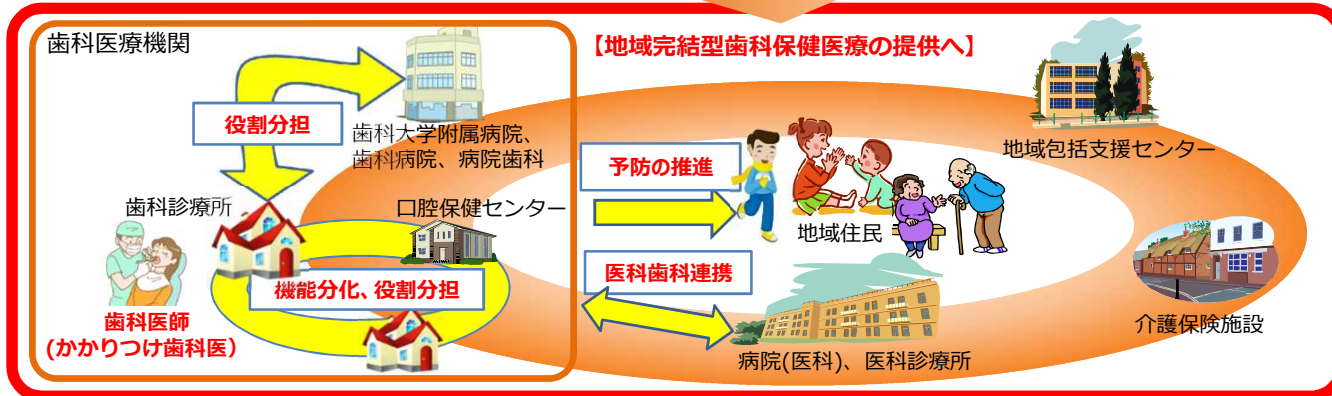 歯科医療機関
【地域完結型歯科保健医療の提供へ】
役割分担
歯科大学附属病院、
歯科病院、病院歯科
地域包括支援センター
予防の推進
歯科診療所
口腔保健センター
地域住民
医科歯科連携
機能分化、役割分担
歯科医師
(かかりつけ歯科医)
介護保険施設
病院(医科)、医科診療所